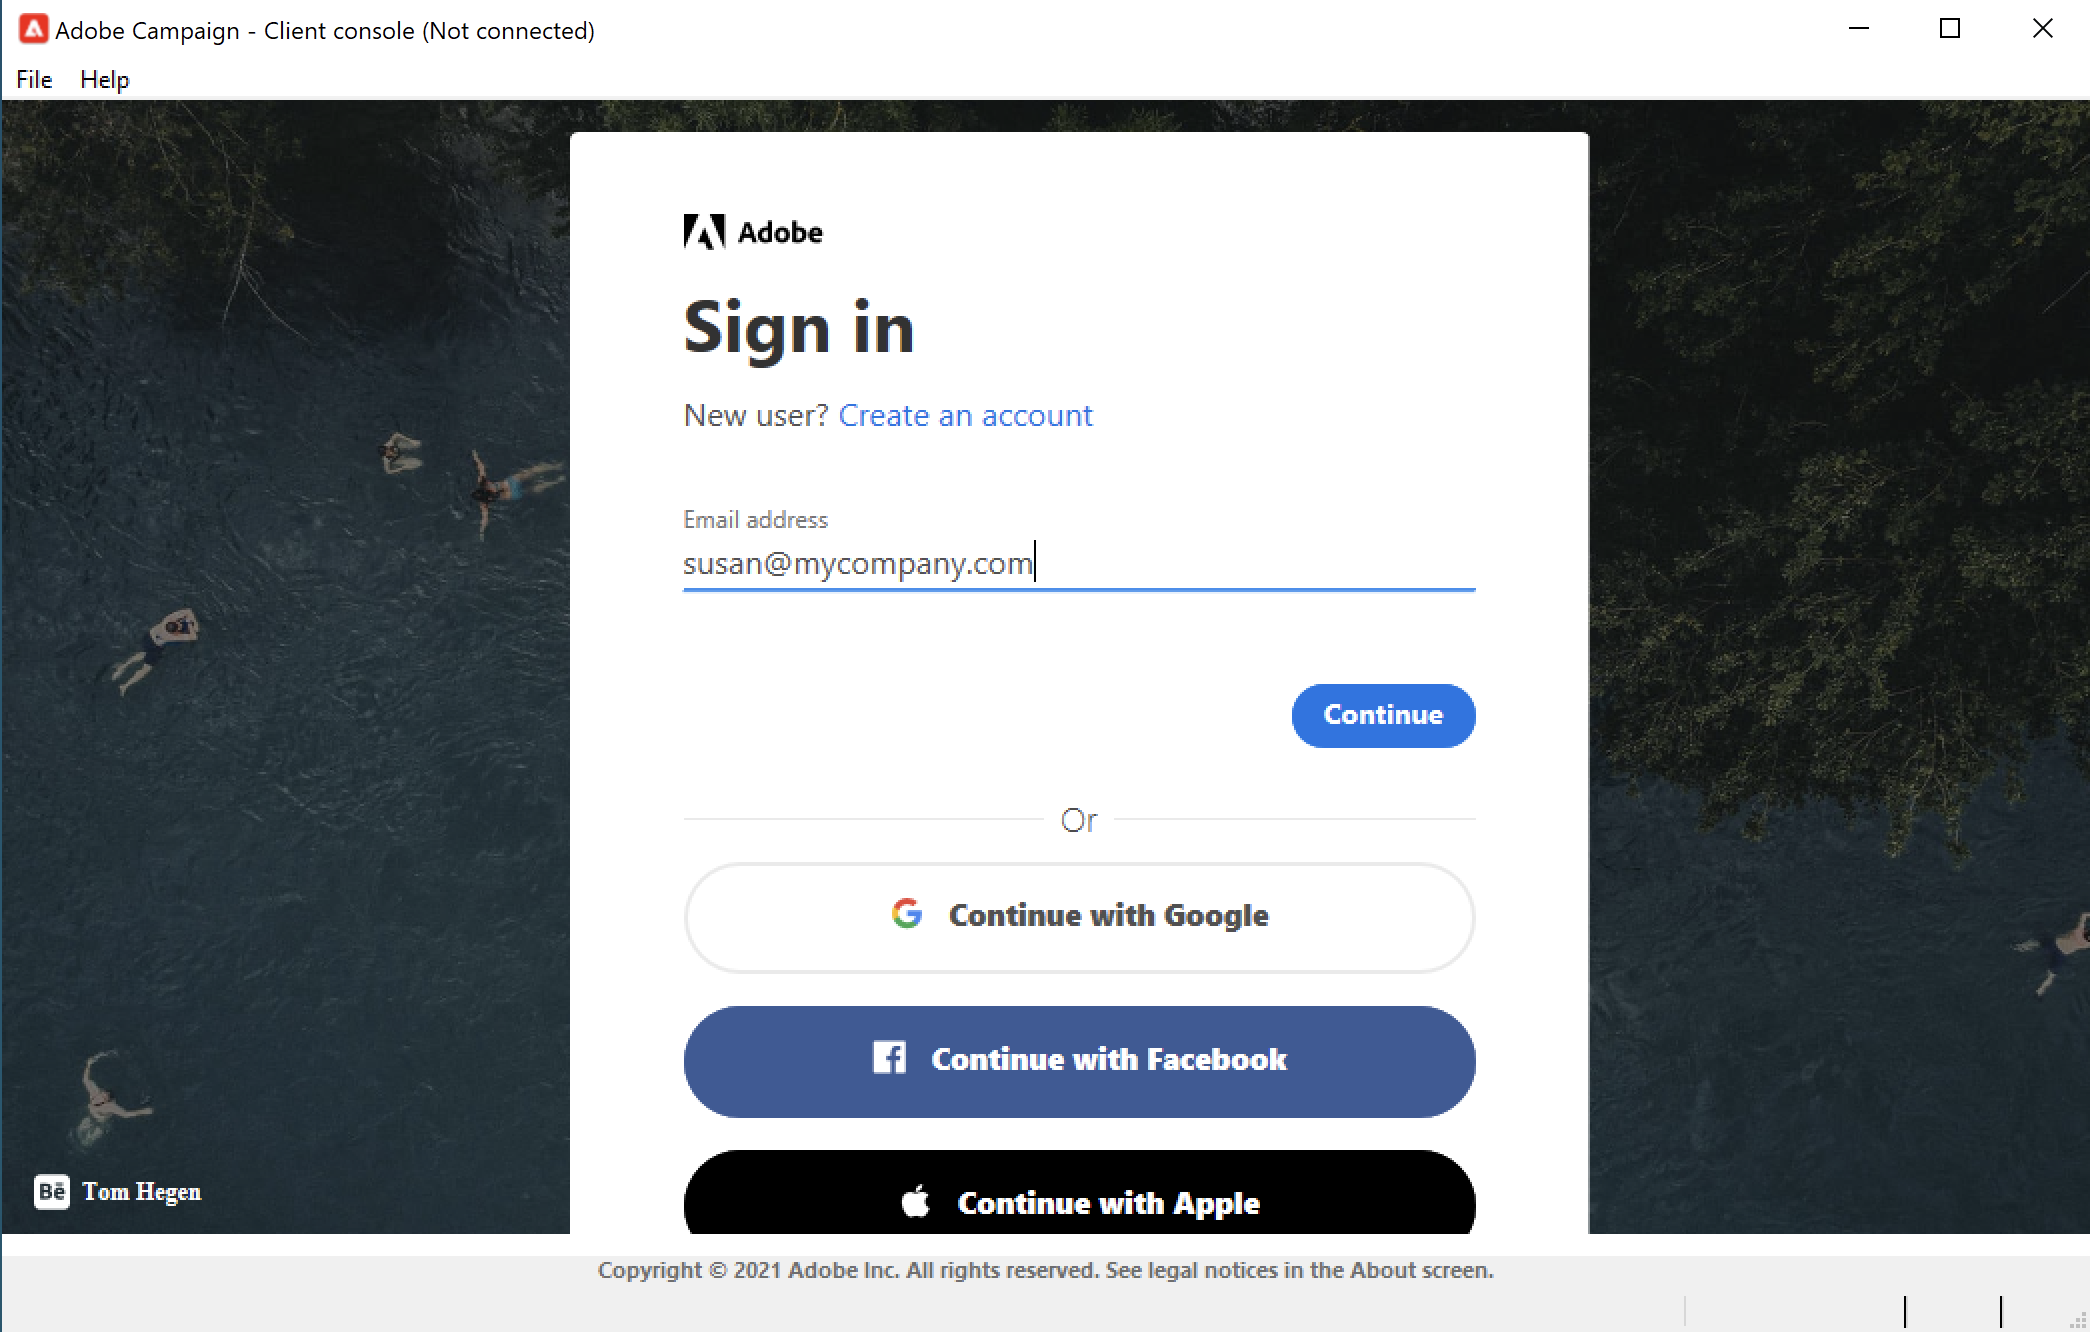 Adobe Campaign - Client console (Not connected)
File Help
Adobe
Sign in
New user? Create an account
Email address
susan@mycompany.com
Continue
Or
Continue with Google
Continue with Facebook
Continue with Apple
Bē Tom Hegen
Copyright © 2021 Adobe Inc. All rights reserved. See legal notices in the About screen.